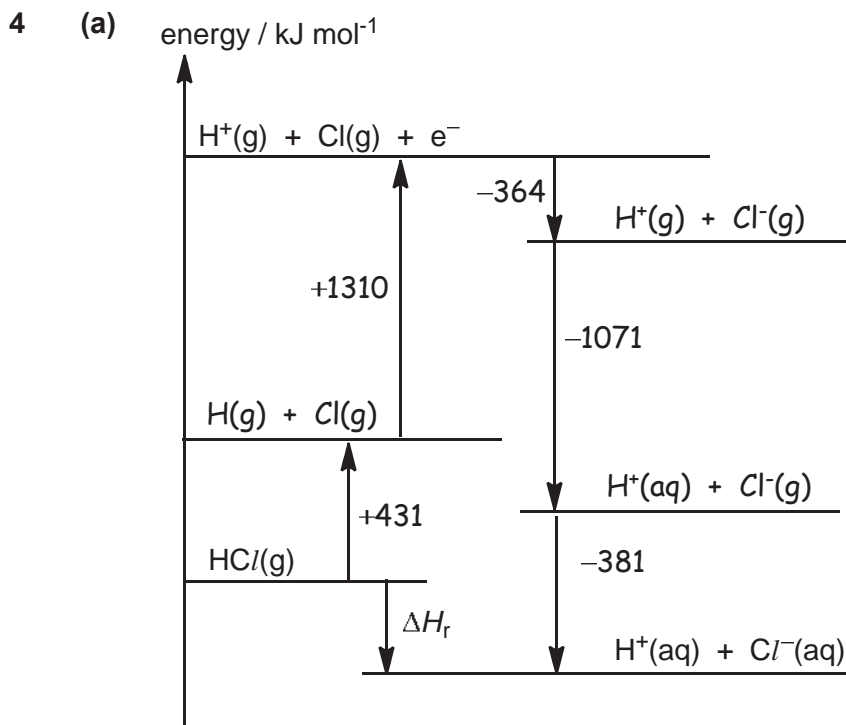 4 (a) energy / kJ mol⁻¹
H⁺(g) + Cl(g) + e⁻
−364
H⁺(g) + Cl⁻(g)
+1310
−1071
H(g) + Cl(g)
H⁺(aq) + Cl⁻(g)
+431
−381
HCl(g)
ΔHᵣ
H⁺(aq) + Cl⁻(aq)